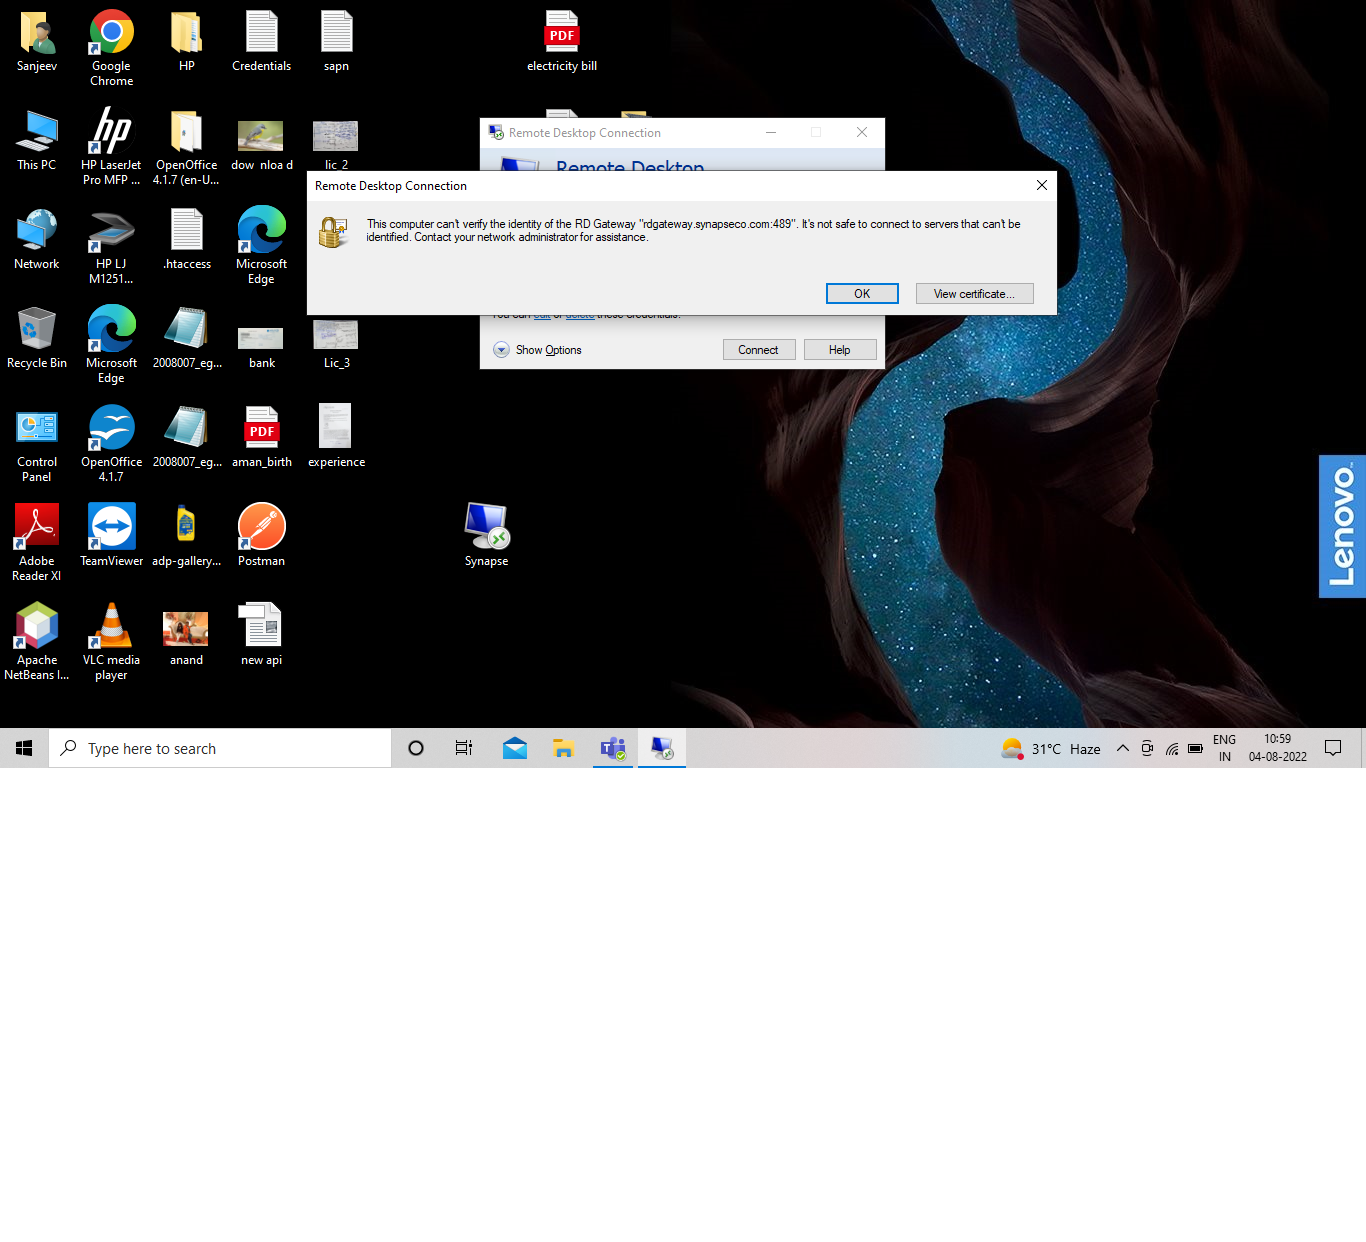 Sanjeev
Google
Chrome
HP
Credentials
sapn
PDF
electricity bill
This PC
hp
HP LaserJet
Pro MFP ...
OpenOffice
4.1.7 (en-U...
dow nloa d
lic_2
Remote Desktop Connection
Remote Desktop
Remote Desktop Connection
This computer can't verify the identity of the RD Gateway "rdgateway.synapseco.com:489". It's not safe to connect to servers that can't be
identified. Contact your network administrator for assistance.
OK
View certificate...
You can edit or delete these credentials.
Show Options
Connect
Help
Network
HP LJ
M1251...
.htaccess
Microsoft
Edge
Recycle Bin
Microsoft
Edge
2008007_eg...
bank
Lic_3
Control
Panel
OpenOffice
4.1.7
2008007_eg...
PDF
aman_birth
experience
Lenovo
Adobe
Reader XI
TeamViewer
adp-gallery...
Postman
Synapse
Apache
NetBeans I...
VLC media
player
anand
new api
Type here to search
31°C Haze
ENG
IN
10:59
04-08-2022